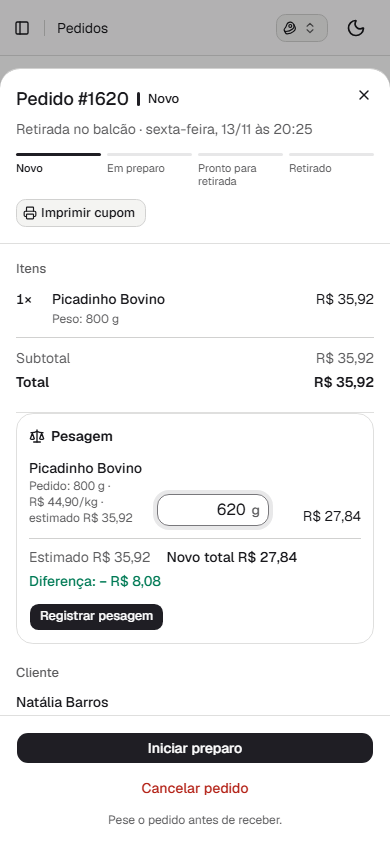 Pedidos
Pedido #1620
Novo
Retirada no balcão · sexta-feira, 13/11 às 20:25
Novo
Em preparo
Pronto para
retirada
Retirado
Imprimir cupom
Itens
1× Picadinho Bovino R$ 35,92
Peso: 800 g
Subtotal R$ 35,92
Total R$ 35,92
Pesagem
Picadinho Bovino
Pedido: 800 g ·
R$ 44,90/kg ·
estimado R$ 35,92
620 g
R$ 27,84
Estimado R$ 35,92 Novo total R$ 27,84
Diferença: – R$ 8,08
Registrar pesagem
Cliente
Natália Barros
Iniciar preparo
Cancelar pedido
Pese o pedido antes de receber.